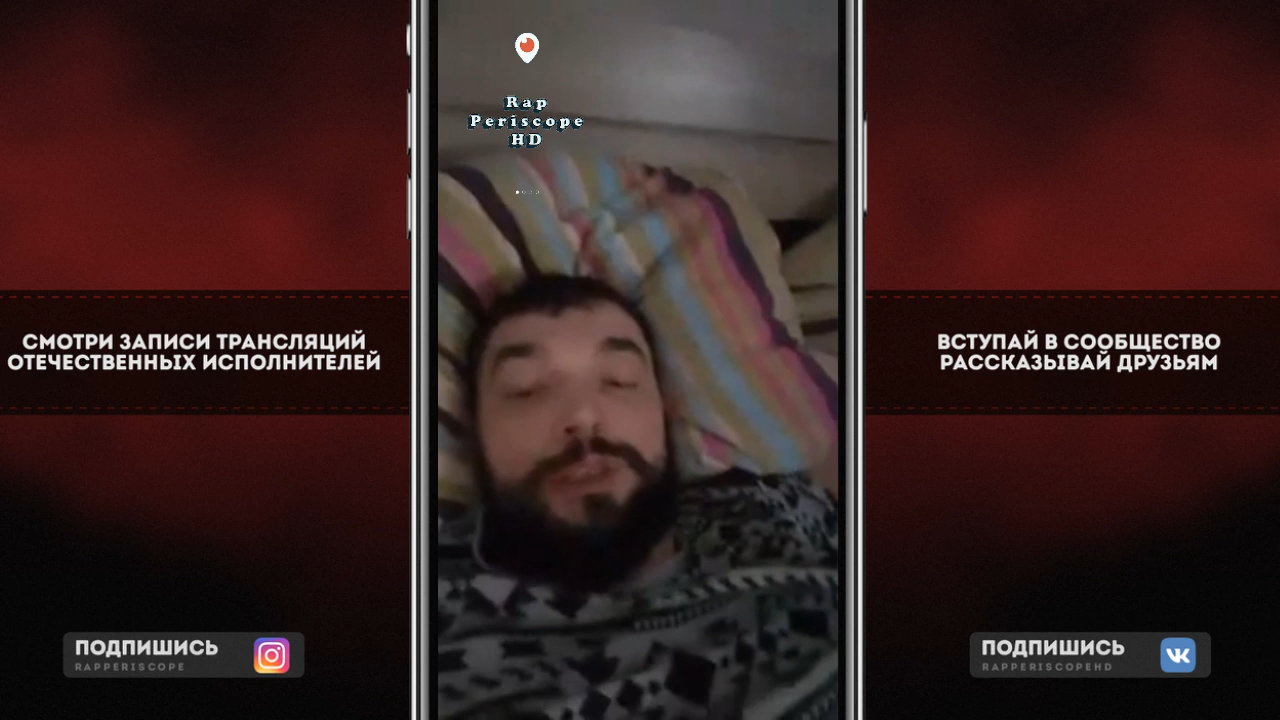 Rap
Periscope
HD
СМОТРИ ЗАПИСИ ТРАНСЛЯЦИЙ
ОТЕЧЕСТВЕННЫХ ИСПОЛНИТЕЛЕЙ
ВСТУПАЙ В СООБЩЕСТВО
РАССКАЗЫВАЙ ДРУЗЬЯМ
ПОДПИШИСЬ
RAPPERISCOPE
ПОДПИШИСЬ
RAPPERISCOPEHD